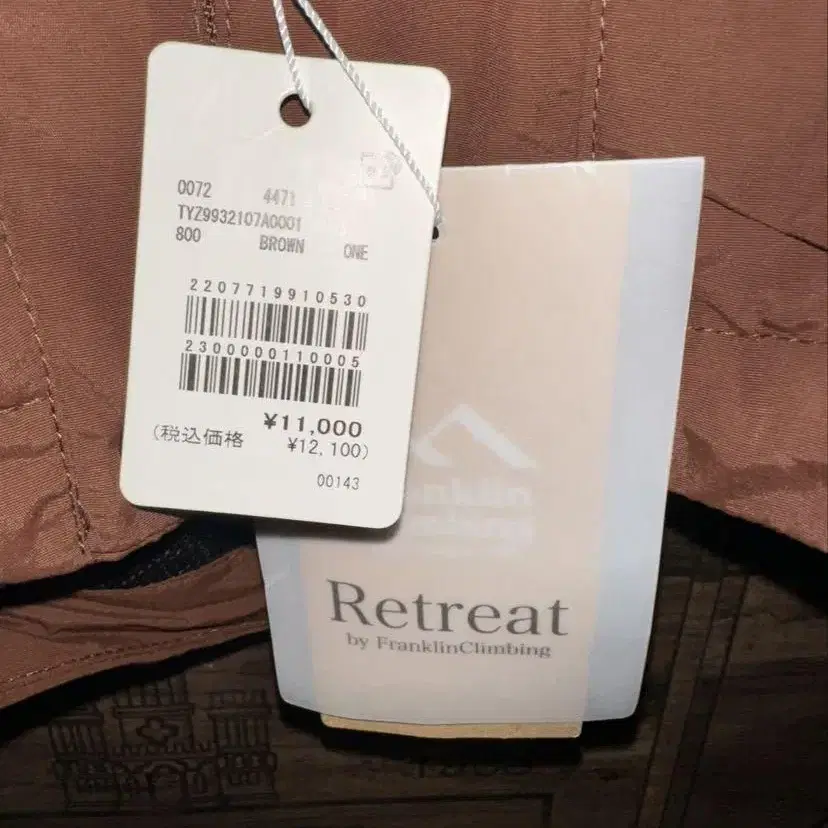 0072 4471
TYZ9932107A0001
800 BROWN ONE
2207719910530
2300000110005
¥11,000
(税込価格 ¥12,100)
00143
Retreat
by FranklinClimbing